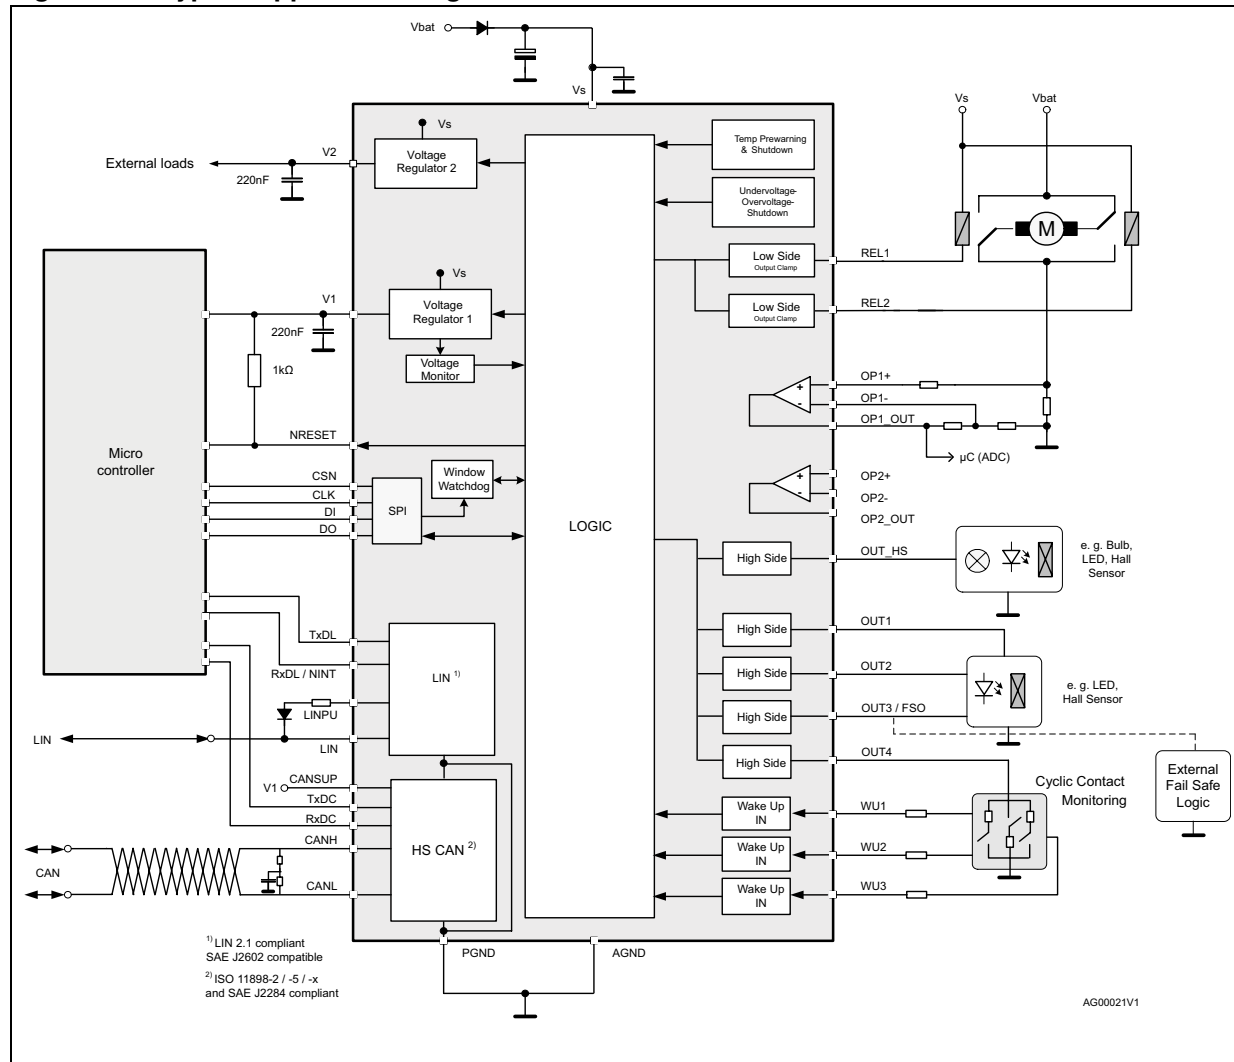 Vbat
Vs
Vs
Vbat
Vs
V2
External loads
220nF
Voltage
Regulator 2
Temp Prewarning
& Shutdown
Undervoltage-
Overvoltage-
Shutdown
M
Low Side
Output Clamp
REL1
Low Side
Output Clamp
REL2
Vs
V1
Voltage
Regulator 1
220nF
1kΩ
Voltage
Monitor
OP1+
OP1-
OP1_OUT
µC (ADC)
+
-
NRESET
Micro
controller
CSN
CLK
DI
DO
SPI
Window
Watchdog
LOGIC
+
-
OP2+
OP2-
OP2_OUT
High Side
OUT_HS
e. g. Bulb,
LED, Hall
Sensor
High Side
OUT1
High Side
OUT2
High Side
OUT3 / FSO
e. g. LED,
Hall Sensor
High Side
OUT4
TxDL
RxDL / NINT
LIN 1)
LINPU
LIN
LIN
V1
CANSUP
TxDC
RxDC
CANH
CAN
CANL
HS CAN 2)
Cyclic Contact
Monitoring
External
Fail Safe
Logic
Wake Up
IN
WU1
Wake Up
IN
WU2
Wake Up
IN
WU3
PGND
AGND
1) LIN 2.1 compliant
SAE J2602 compatible
2) ISO 11898-2 / -5 / -x
and SAE J2284 compliant
AG00021V1